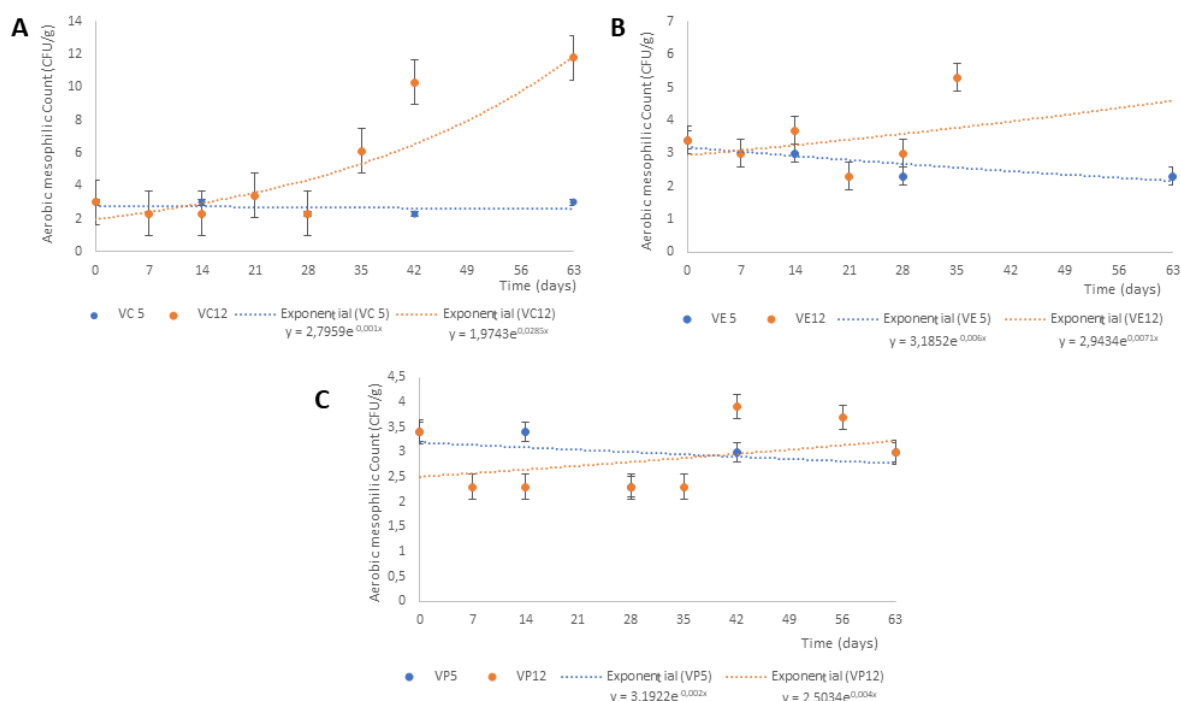 A
Aerobic mesophilic Count (CFU/g)
14
12
10
8
6
4
2
0
0 7 14 21 28 35 42 49 56 63
Time (days)
VC 5 VC12 Exponential (VC 5) Exponential (VC12)
y = 2,7959e^0,001x y = 1,9743e^0,0285x
B
Aerobic mesophilic Count (CFU/g)
7
6
5
4
3
2
1
0
0 7 14 21 28 35 42 49 56 63
Time (days)
VE 5 VE12 Exponential (VE 5) Exponential (VE12)
y = 3,1852e^0,006x y = 2,9434e^0,0071x
C
Aerobic mesophilic Count (CFU/g)
4,5
4
3,5
3
2,5
2
1,5
1
0,5
0
0 7 14 21 28 35 42 49 56 63
Time (days)
VP5 VP12 Exponential (VP5) Exponential (VP12)
y = 3,1922e^0,002x y = 2,5034e^0,004x